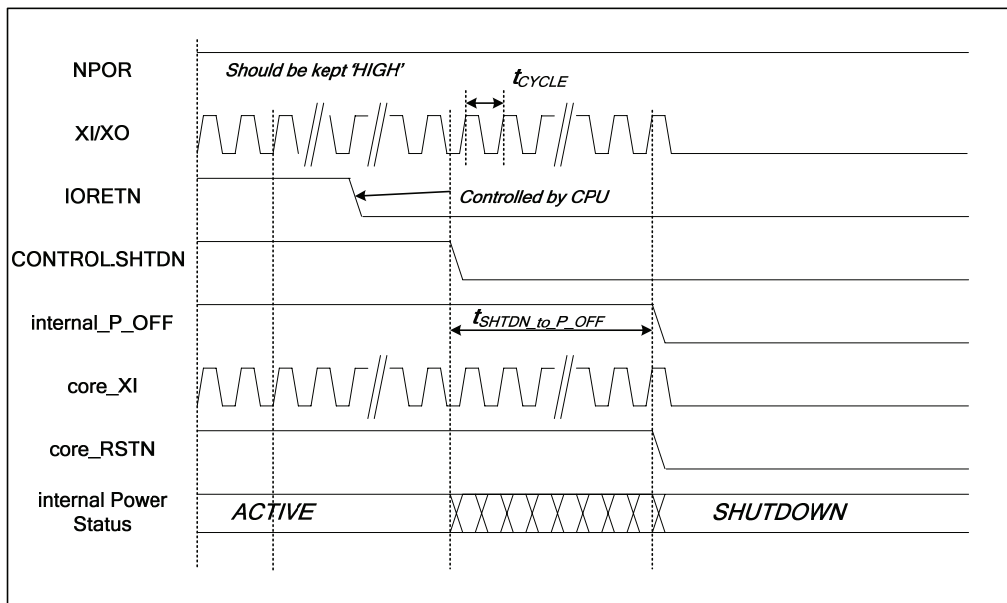 NPOR
Should be kept 'HIGH'
tCYCLE
XI/XO
IORETN
Controlled by CPU
CONTROL.SHTDN
internal_P_OFF
tSHTDN_to_P_OFF
core_XI
core_RSTN
internal Power
Status
ACTIVE
SHUTDOWN